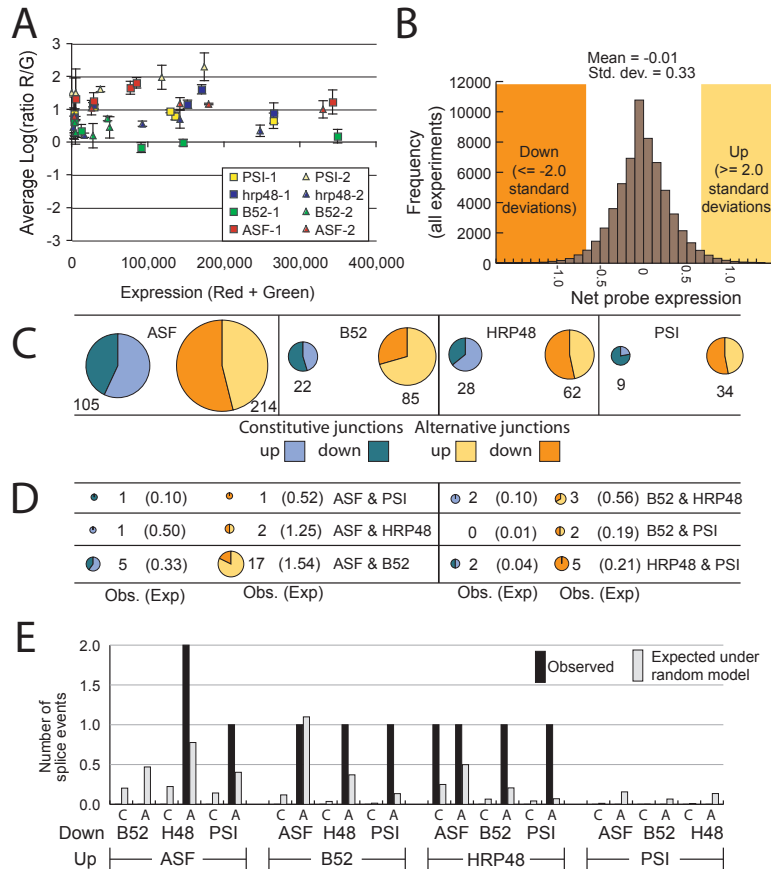 A
Average Log(ratio R/G)
3
2
1
0
-1
-2
-3
0
100,000
200,000
300,000
400,000
Expression (Red + Green)
PSI-1
PSI-2
hrp48-1
hrp48-2
B52-1
B52-2
ASF-1
ASF-2
B
Mean = -0.01
Std. dev. = 0.33
Frequency
(all experiments)
12000
10000
8000
6000
4000
2000
0
Down
(<= -2.0
standard
deviations)
Up
(>= 2.0
standard
deviations)
-1.0
-0.5
0
0.5
1.0
Net probe expression
C
ASF
B52
HRP48
PSI
105
214
22
85
28
62
9
34
Constitutive junctions
Alternative junctions
up
down
up
down
D
1 (0.10) 1 (0.52) ASF & PSI
1 (0.50) 2 (1.25) ASF & HRP48
5 (0.33) 17 (1.54) ASF & B52
Obs. (Exp) Obs. (Exp)
2 (0.10) 3 (0.56) B52 & HRP48
0 (0.01) 2 (0.19) B52 & PSI
2 (0.04) 5 (0.21) HRP48 & PSI
Obs. (Exp) Obs. (Exp)
E
Number of
splice events
2.0
1.5
1.0
0.5
0.0
Observed
Expected under
random model
C A C A C A C A C A C A C A C A C A C A C A C A
Down B52 H48 PSI ASF H48 PSI ASF B52 PSI ASF B52 H48
Up ASF B52 HRP48 PSI